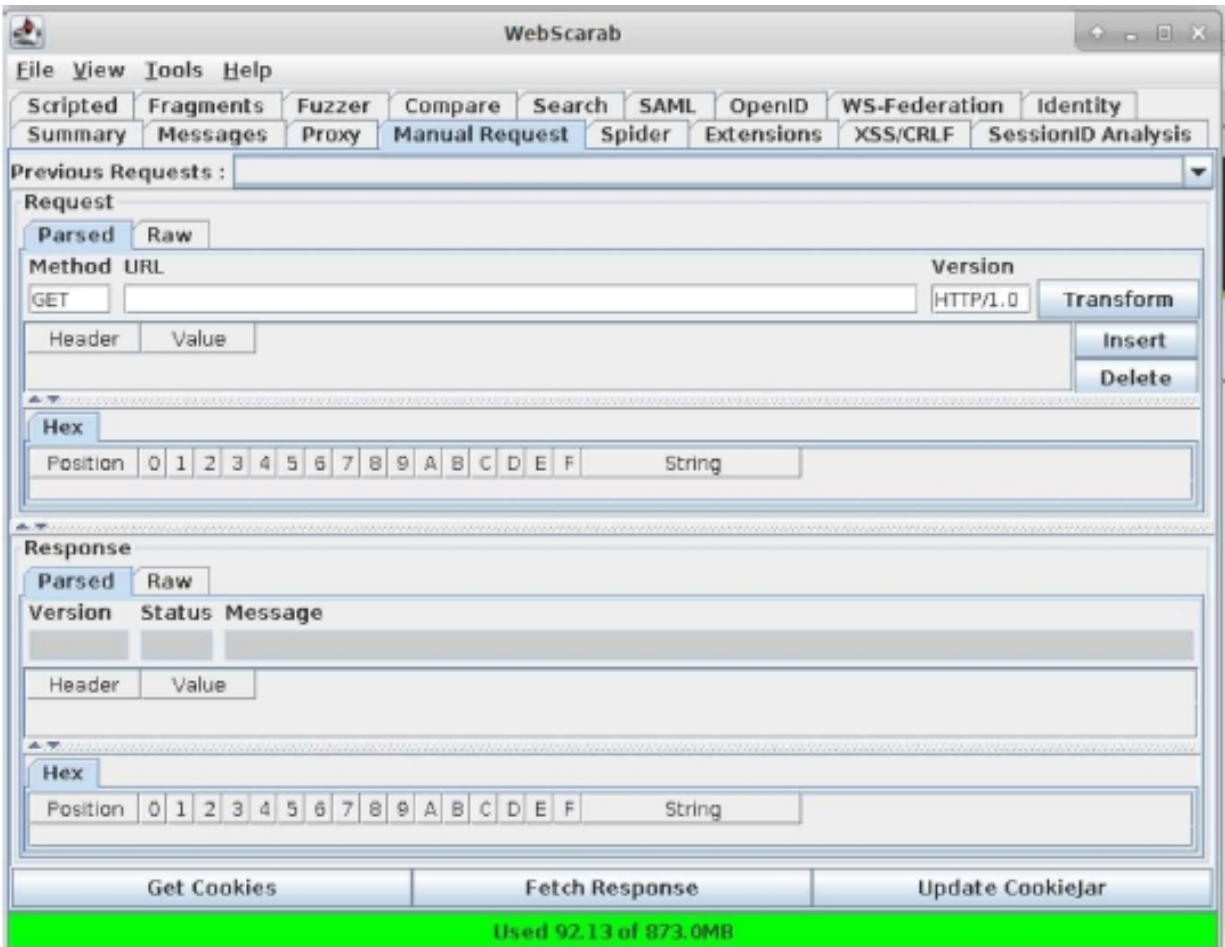 WebScarab
File View Tools Help
Scripted Fragments Fuzzer Compare Search SAML OpenID WS-Federation Identity
Summary Messages Proxy Manual Request Spider Extensions XSS/CRLF SessionID Analysis
Previous Requests :
Request
Parsed Raw
Method URL Version
GET HTTP/1.0 Transform
Header Value Insert
Delete
Hex
Position 0 1 2 3 4 5 6 7 8 9 A B C D E F String
Response
Parsed Raw
Version Status Message
Header Value
Hex
Position 0 1 2 3 4 5 6 7 8 9 A B C D E F String
Get Cookies Fetch Response Update CookieJar
Used 92.13 of 873.0MB